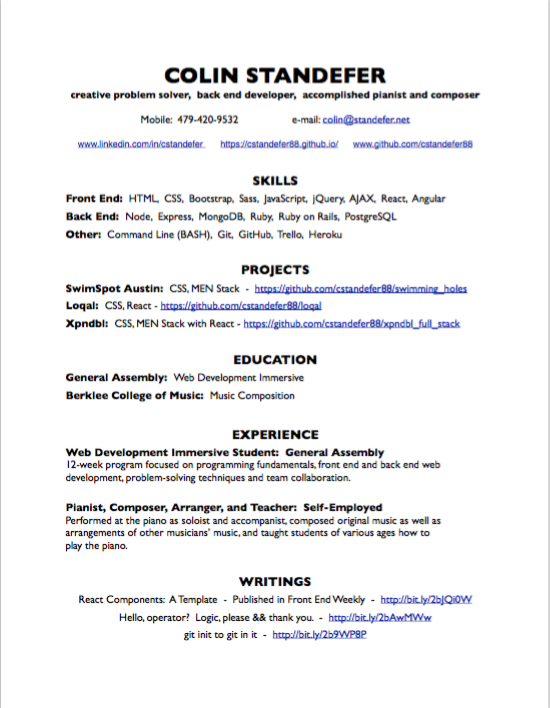 COLIN STANDEFER
creative problem solver, back end developer, accomplished pianist and composer
Mobile: 479-420-9532 e-mail: colin@standefer.net
www.linkedin.com/in/cstandefer https://cstandefer88.github.io/ www.github.com/cstandefer88
SKILLS
Front End: HTML, CSS, Bootstrap, Sass, JavaScript, jQuery, AJAX, React, Angular
Back End: Node, Express, MongoDB, Ruby, Ruby on Rails, PostgreSQL
Other: Command Line (BASH), Git, GitHub, Trello, Heroku
PROJECTS
SwimSpot Austin: CSS, MEN Stack - https://github.com/cstandefer88/swimming_holes
Loqal: CSS, React - https://github.com/cstandefer88/loqal
Xpndbl: CSS, MEN Stack with React - https://github.com/cstandefer88/xpndbl_full_stack
EDUCATION
General Assembly: Web Development Immersive
Berklee College of Music: Music Composition
EXPERIENCE
Web Development Immersive Student: General Assembly
12-week program focused on programming fundamentals, front end and back end web
development, problem-solving techniques and team collaboration.
Pianist, Composer, Arranger, and Teacher: Self-Employed
Performed at the piano as soloist and accompanist, composed original music as well as
arrangements of other musicians' music, and taught students of various ages how to
play the piano.
WRITINGS
React Components: A Template - Published in Front End Weekly - http://bit.ly/2bJQi0W
Hello, operator? Logic, please && thank you. - http://bit.ly/2bAwMWw
git init to git in it - http://bit.ly/2b9WP8P